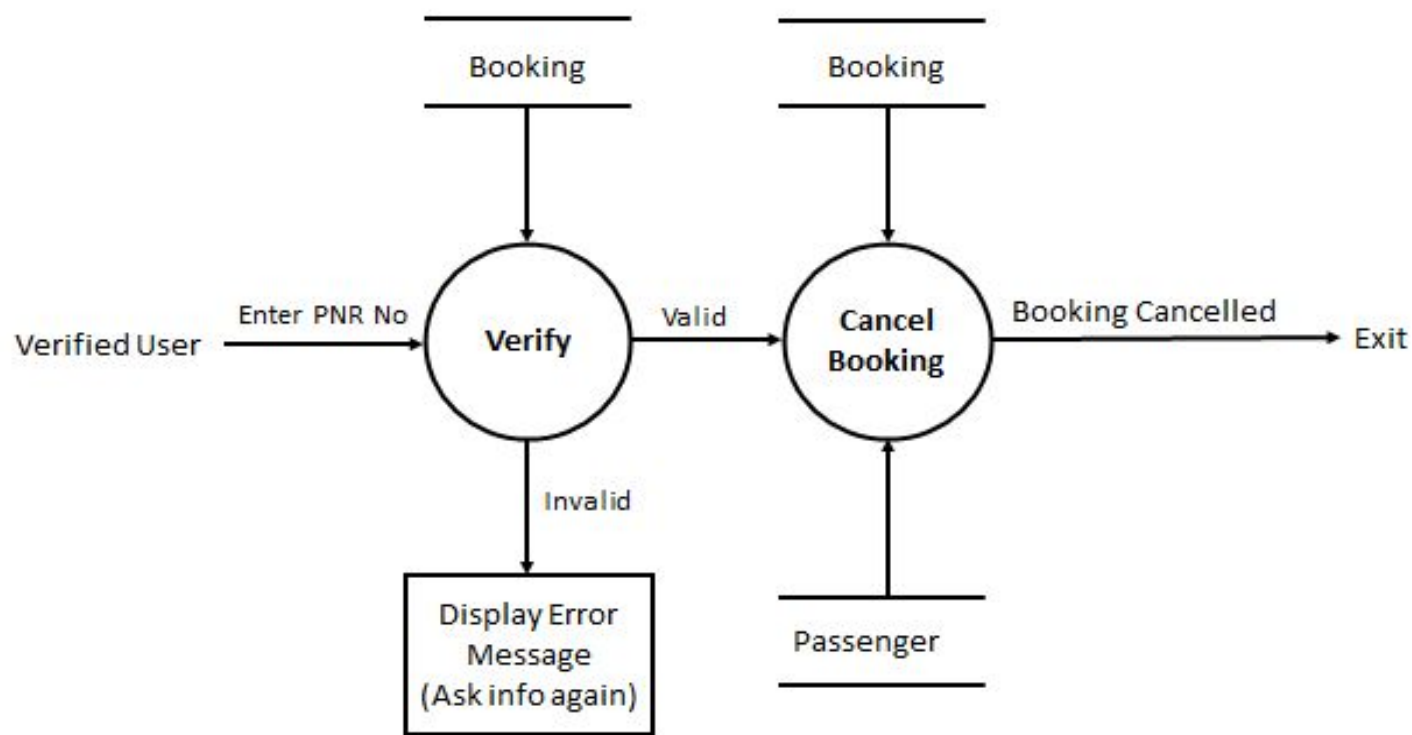 Booking
Booking
Enter PNR No
Verified User
Verify
Valid
Cancel
Booking
Booking Cancelled
Exit
Invalid
Display Error
Message
(Ask info again)
Passenger